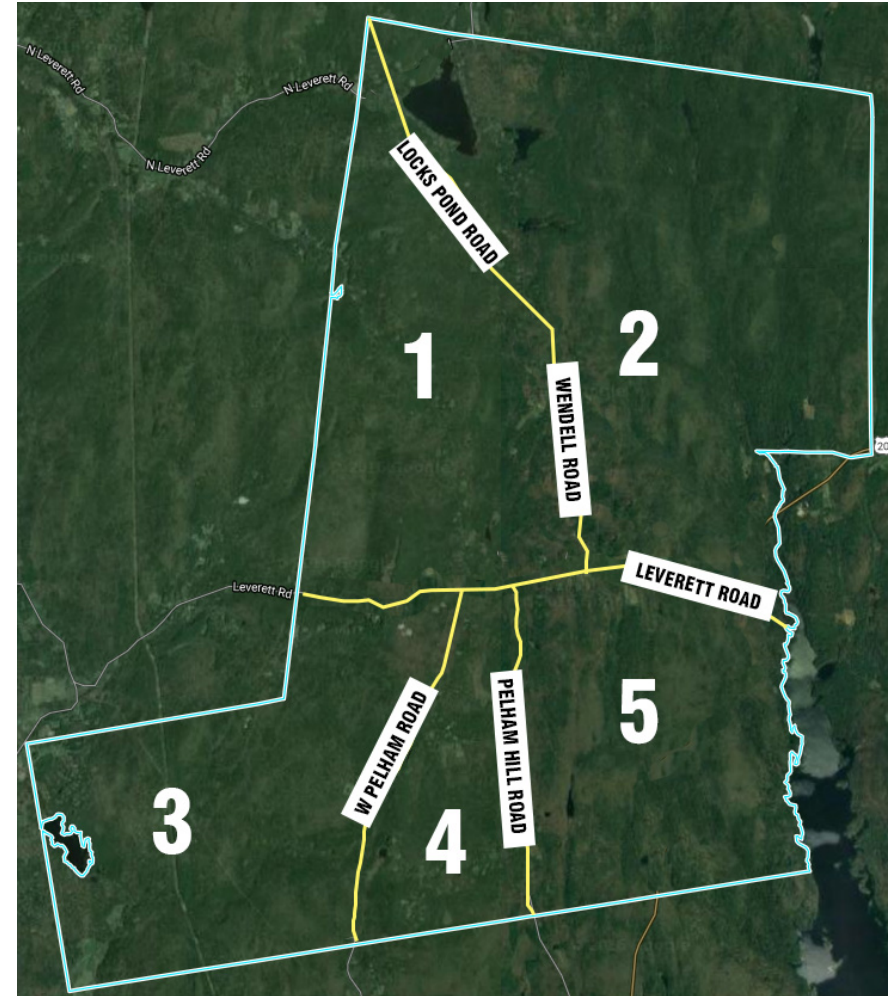 N Leverett Rd
N Leverett Rd
N Leverett Rd
LOCKS POND ROAD
1
2
WENDELL ROAD
20
Leverett Rd
LEVERETT ROAD
W PELHAM ROAD
PELHAM HILL ROAD
5
3
4